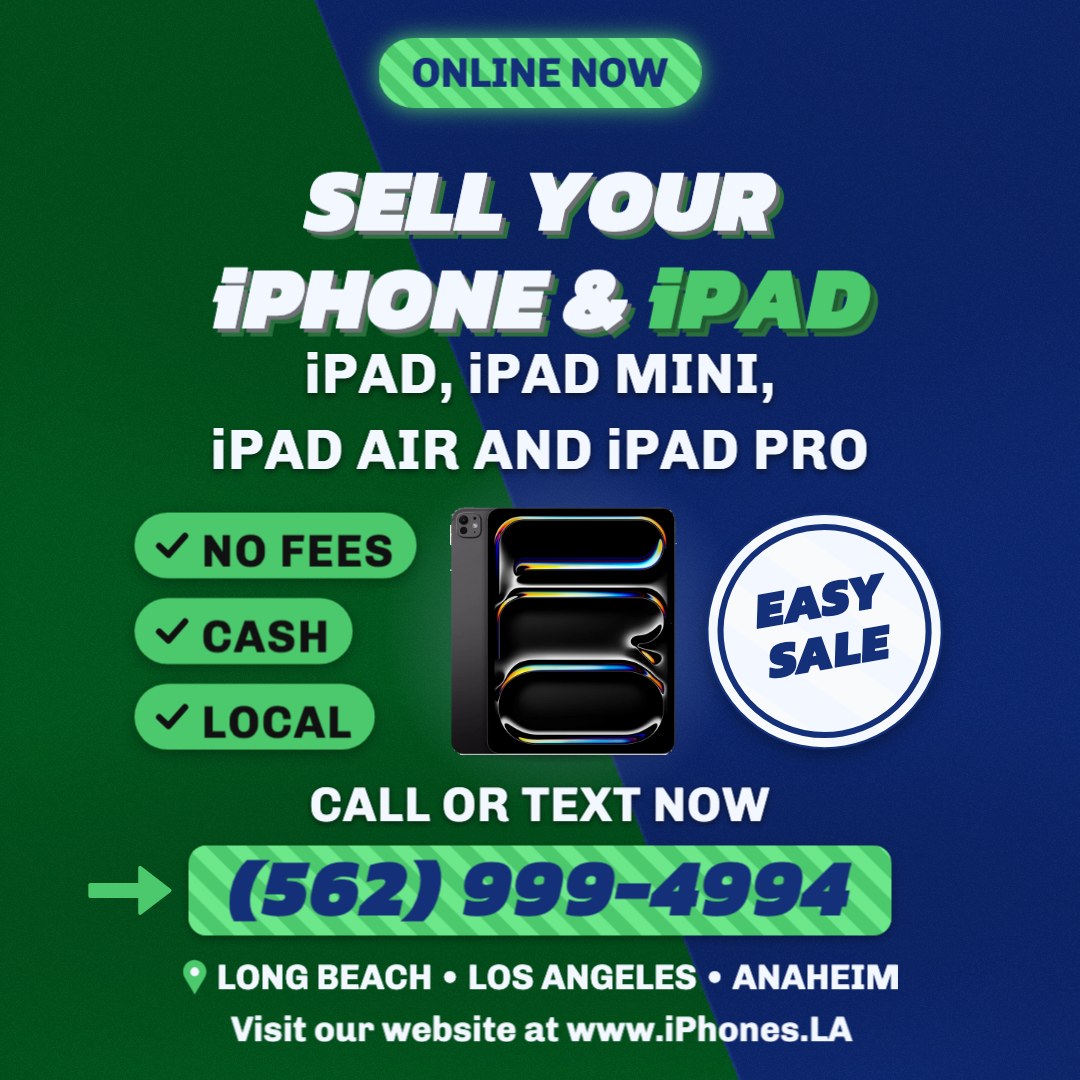 ONLINE NOW
SELL YOUR
iPHONE & iPAD
iPAD, iPAD MINI,
iPAD AIR AND iPAD PRO
NO FEES
CASH
LOCAL
EASY
SALE
CALL OR TEXT NOW
(562) 999-4994
LONG BEACH • LOS ANGELES • ANAHEIM
Visit our website at www.iPhones.LA